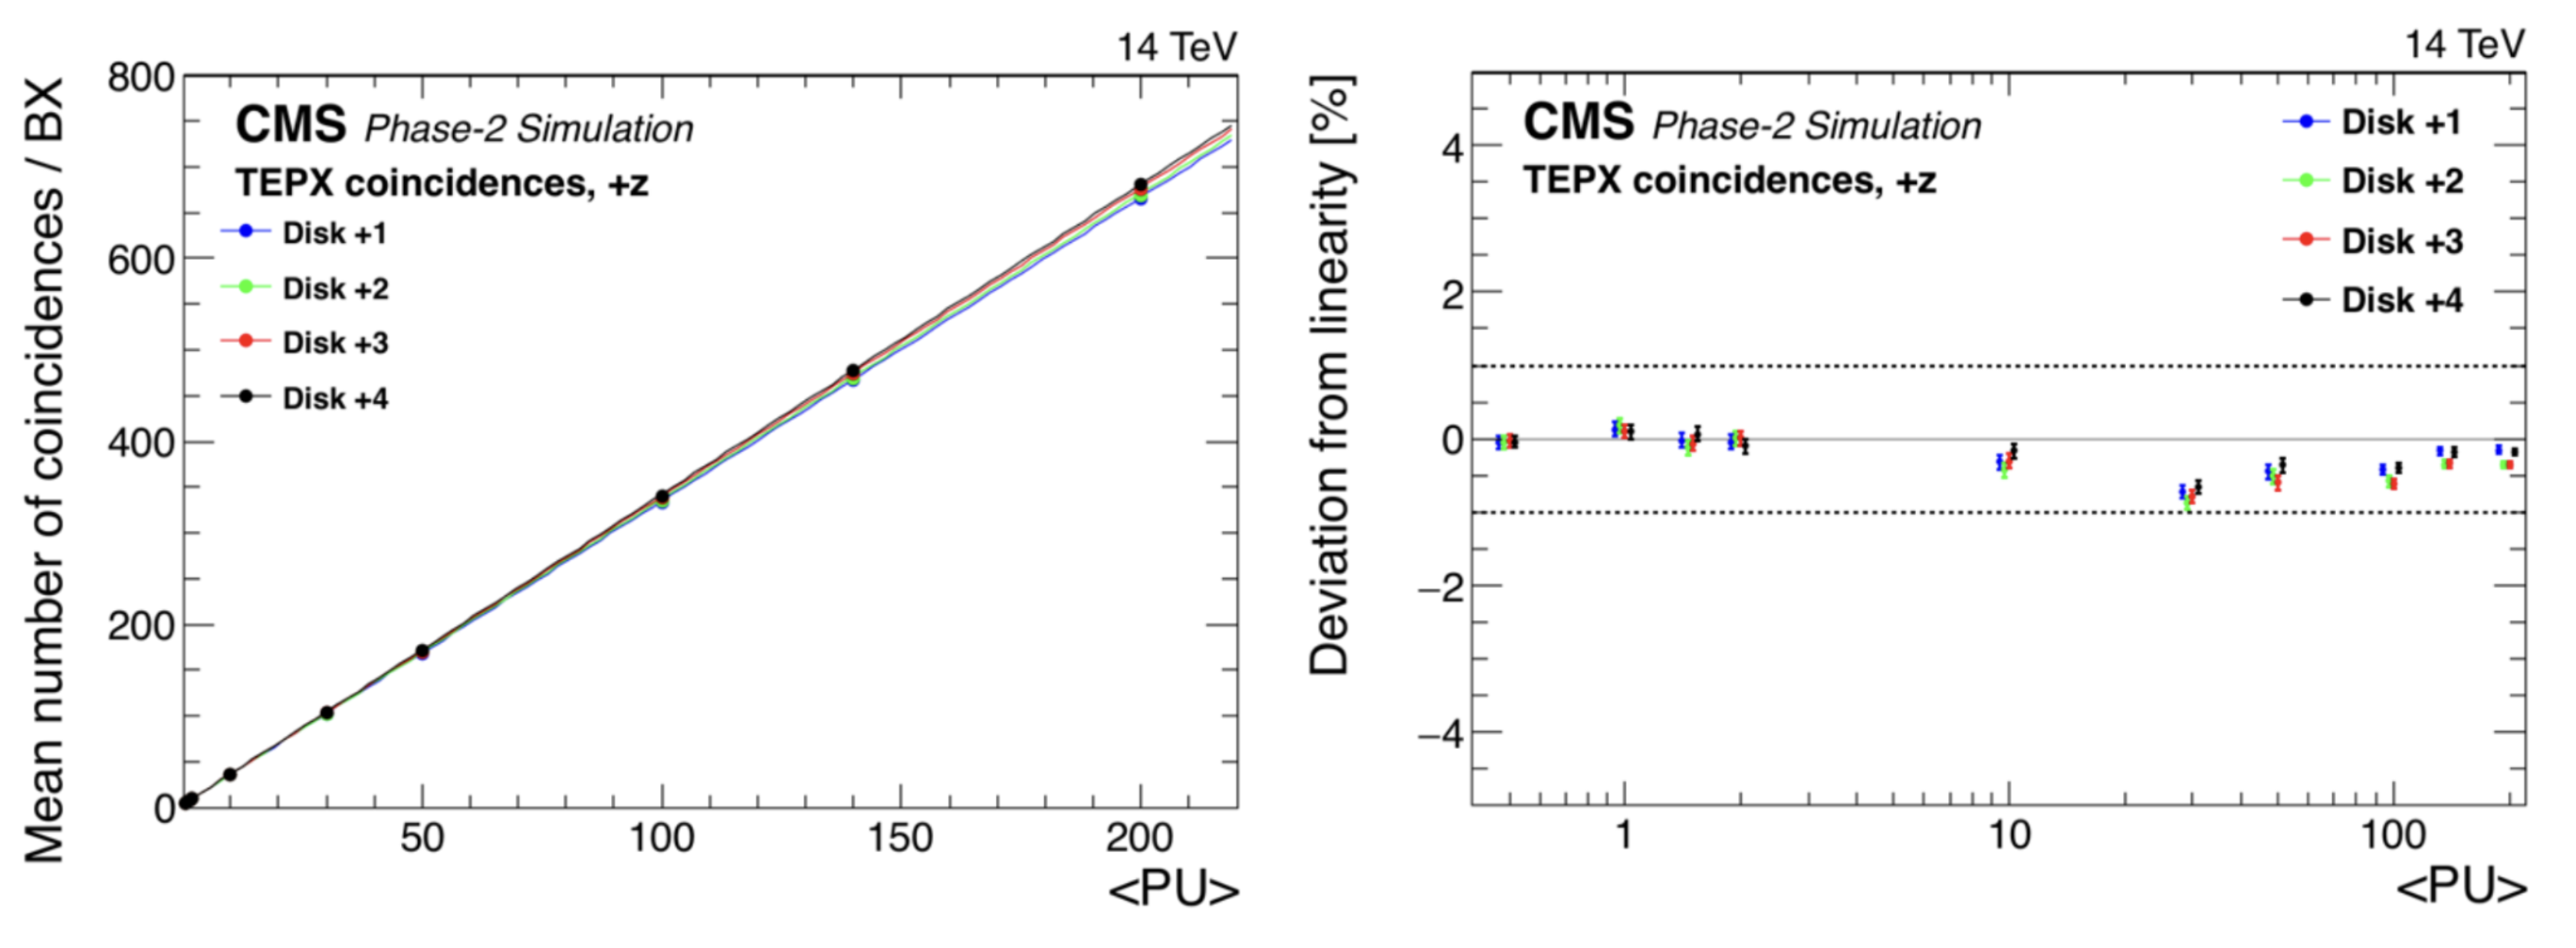 14 TeV
Mean number of coincidences / BX
800
600
400
200
0
CMS Phase-2 Simulation
TEPX coincidences, +z
Disk +1
Disk +2
Disk +3
Disk +4
50 100 150 200
<PU>
14 TeV
Deviation from linearity [%]
4
2
0
−2
−4
CMS Phase-2 Simulation
TEPX coincidences, +z
Disk +1
Disk +2
Disk +3
Disk +4
1 10 100
<PU>